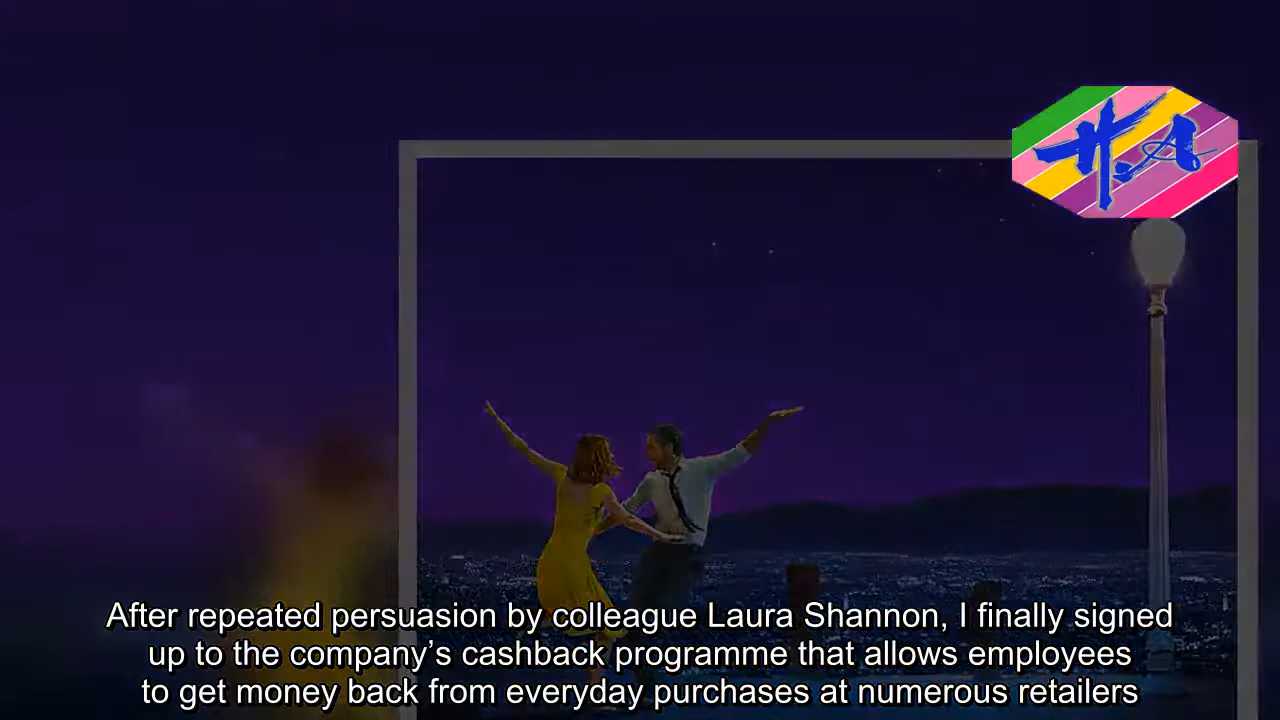 H.A
After repeated persuasion by colleague Laura Shannon, I finally signed
up to the company’s cashback programme that allows employees
to get money back from everyday purchases at numerous retailers